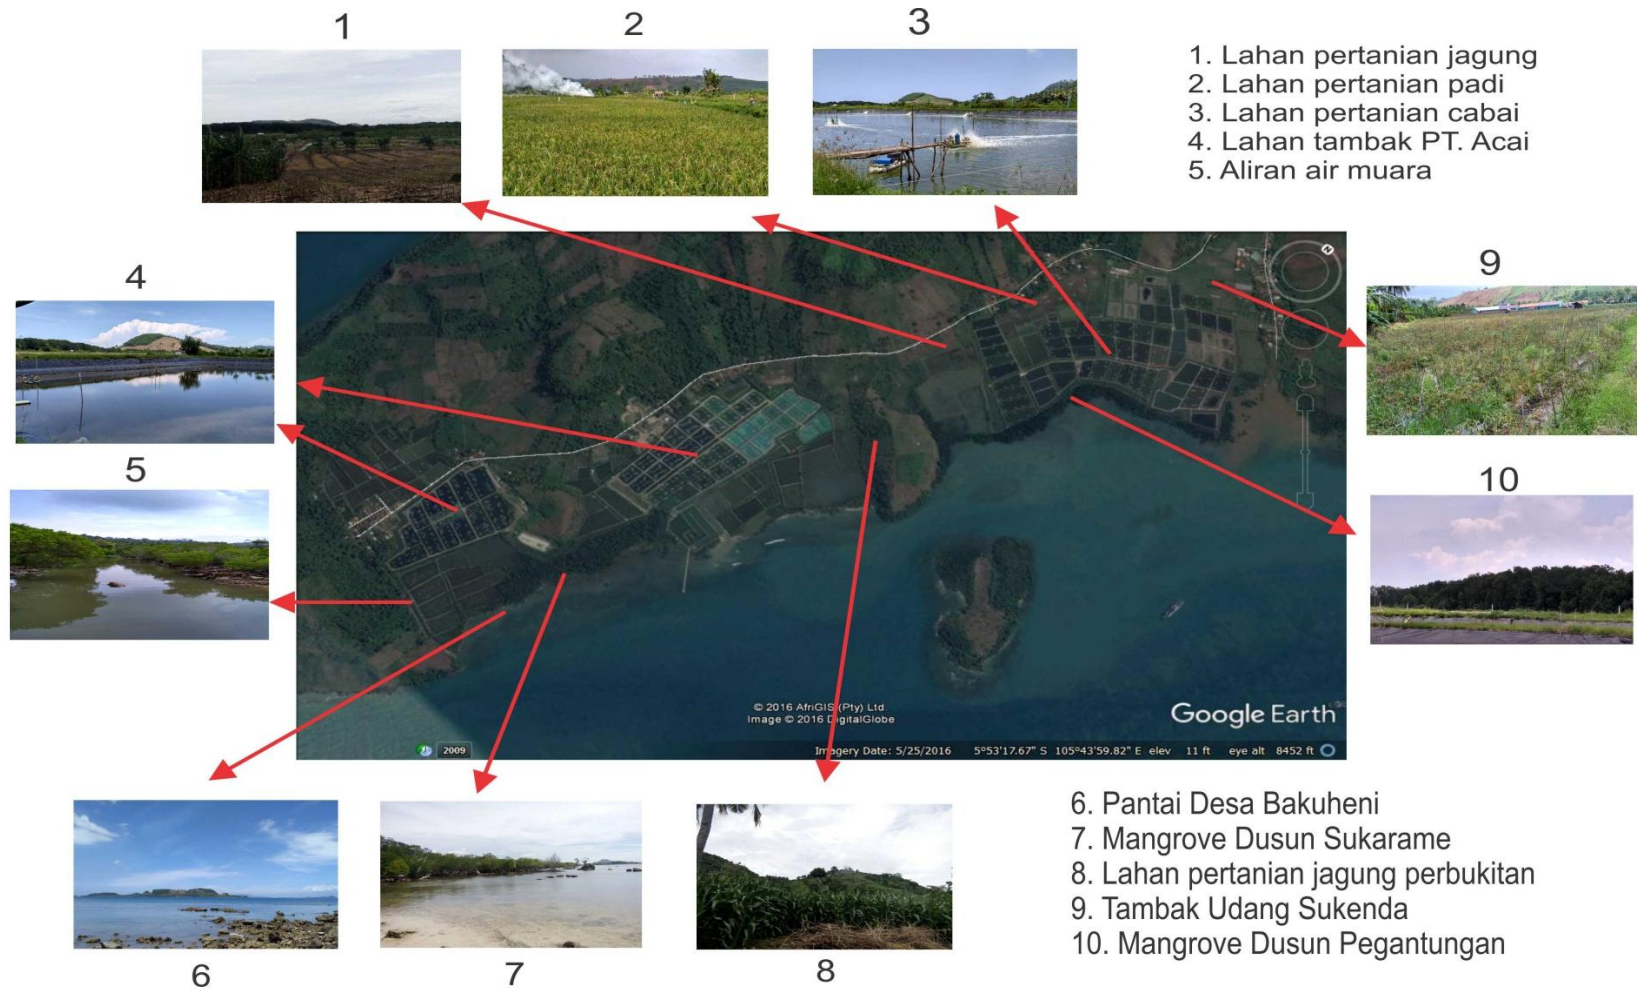 1
2
3
1. Lahan pertanian jagung
2. Lahan pertanian padi
3. Lahan pertanian cabai
4. Lahan tambak PT. Acai
5. Aliran air muara
4
9
5
10
© 2016 AfriGIS (Pty) Ltd.
Image © 2016 DigitalGlobe
Google Earth
2009
Imagery Date: 5/25/2016 5°53'17.67" S 105°43'59.82" E elev 11 ft eye alt 8452 ft
6. Pantai Desa Bakuheni
7. Mangrove Dusun Sukarame
8. Lahan pertanian jagung perbukitan
9. Tambak Udang Sukenda
10. Mangrove Dusun Pegantungan
6
7
8